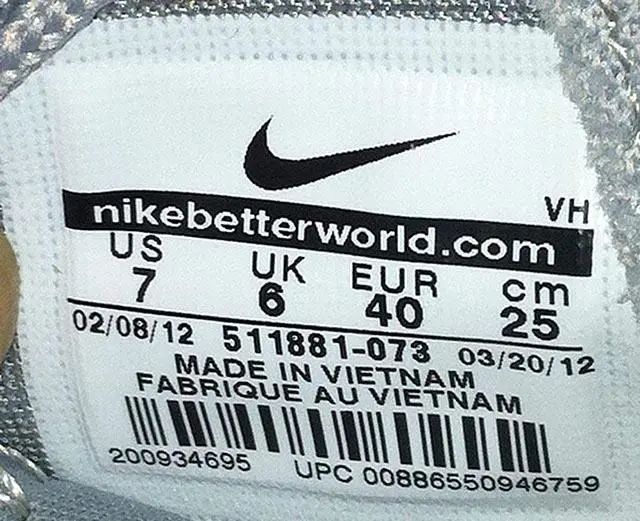 VH
nikebetterworld.com
US UK EUR cm
7 6 40 25
02/08/12 511881-073 03/20/12
MADE IN VIETNAM
FABRIQUE AU VIETNAM
200934695 UPC 00886550946759